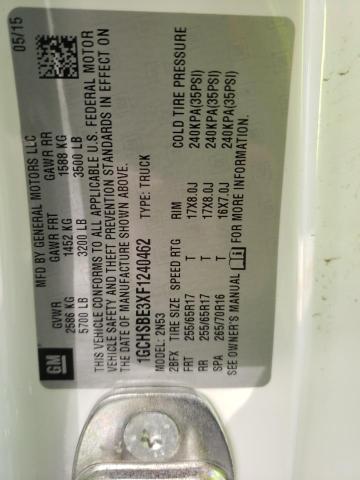 MFD BY GENERAL MOTORS LLC 05/15
GVWR GAWR FRT GAWR RR
2586 KG 1452 KG 1588 KG
5700 LB 3200 LB 3500 LB
THIS VEHICLE CONFORMS TO ALL APPLICABLE U.S. FEDERAL MOTOR
VEHICLE SAFETY AND THEFT PREVENTION STANDARDS IN EFFECT ON
THE DATE OF MANUFACTURE SHOWN ABOVE.
1GCHSBE3XF1240462 TYPE: TRUCK
MODEL: 2N53
2BFX TIRE SIZE SPEED RTG RIM COLD TIRE PRESSURE
FRT 255/65R17 T 17X8.0J 240KPA(35PSI)
RR 255/65R17 T 17X8.0J 240KPA(35PSI)
SPA 265/70R16 T 16X7.0J 240KPA(35PSI)
SEE OWNER'S MANUAL FOR MORE INFORMATION.
GM